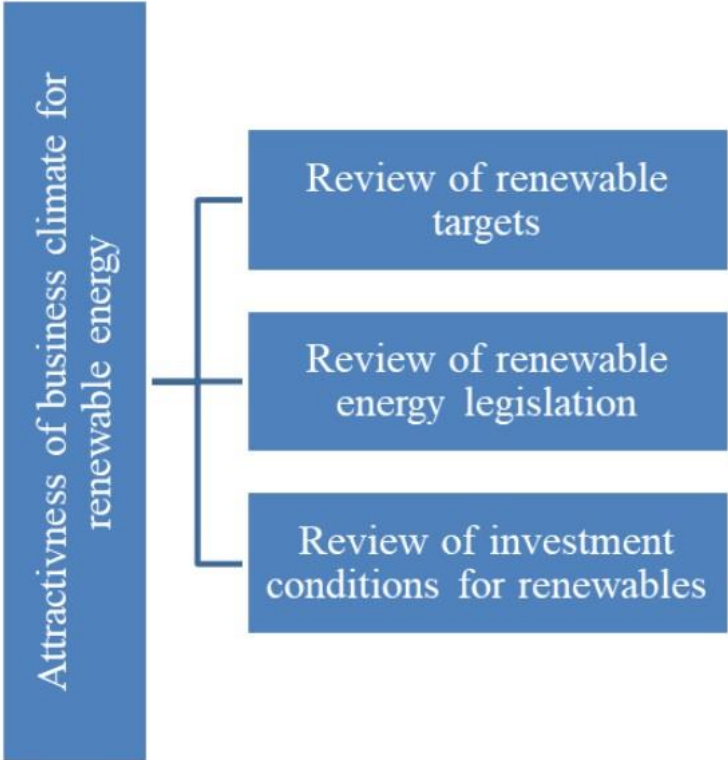 Attractivness of business climate for
renewable energy
Review of renewable
targets
Review of renewable
energy legislation
Review of investment
conditions for renewables